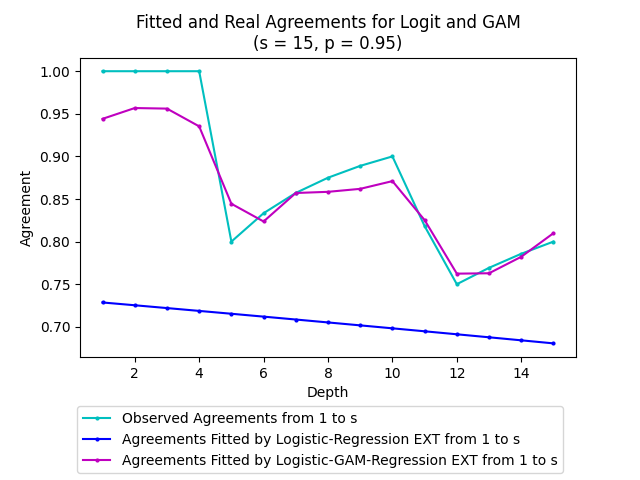 Fitted and Real Agreements for Logit and GAM
(s = 15, p = 0.95)
1.00
0.95
0.90
0.85
0.80
0.75
0.70
Agreement
2 4 6 8 10 12 14
Depth
Observed Agreements from 1 to s
Agreements Fitted by Logistic-Regression EXT from 1 to s
Agreements Fitted by Logistic-GAM-Regression EXT from 1 to s